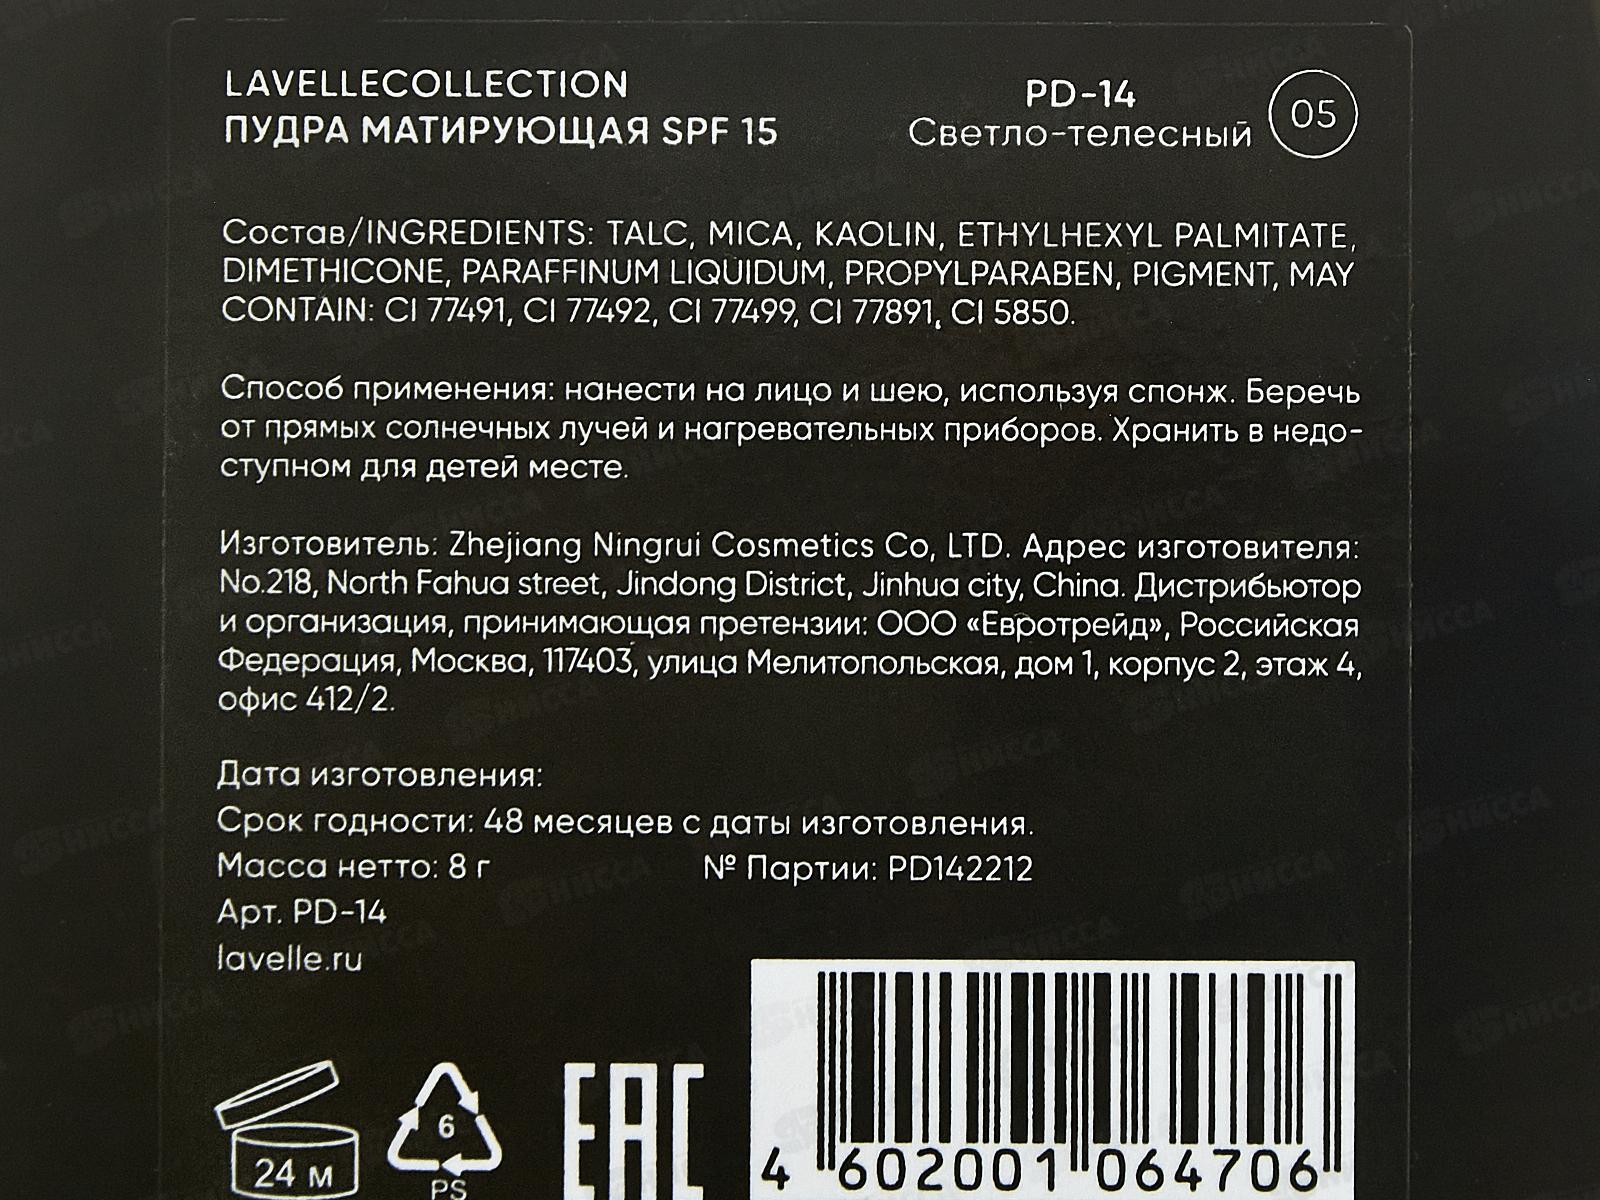 LAVELLECOLLECTION
ПУДРА МАТИРУЮЩАЯ SPF 15
PD-14
Светло-телесный
05
Состав/INGREDIENTS: TALC, MICA, KAOLIN, ETHYLHEXYL PALMITATE,
DIMETHICONE, PARAFFINUM LIQUIDUM, PROPYLPARABEN, PIGMENT, MAY
CONTAIN: CI 77491, CI 77492, CI 77499, CI 77891, CI 5850.
Способ применения: нанести на лицо и шею, используя спонж. Беречь
от прямых солнечных лучей и нагревательных приборов. Хранить в недо-
ступном для детей месте.
Изготовитель: Zhejiang Ningrui Cosmetics Co, LTD. Адрес изготовителя:
No.218, North Fahua street, Jindong District, Jinhua city, China. Дистрибьютор
и организация, принимающая претензии: ООО «Евротрейд», Российская
Федерация, Москва, 117403, улица Мелитопольская, дом 1, корпус 2, этаж 4,
офис 412/2.
Дата изготовления:
Срок годности: 48 месяцев с даты изготовления.
Масса нетто: 8 г № Партии: PD142212
Арт. PD-14
lavelle.ru
24 м
6
PS
EAC
4 602001 064706
НИССА